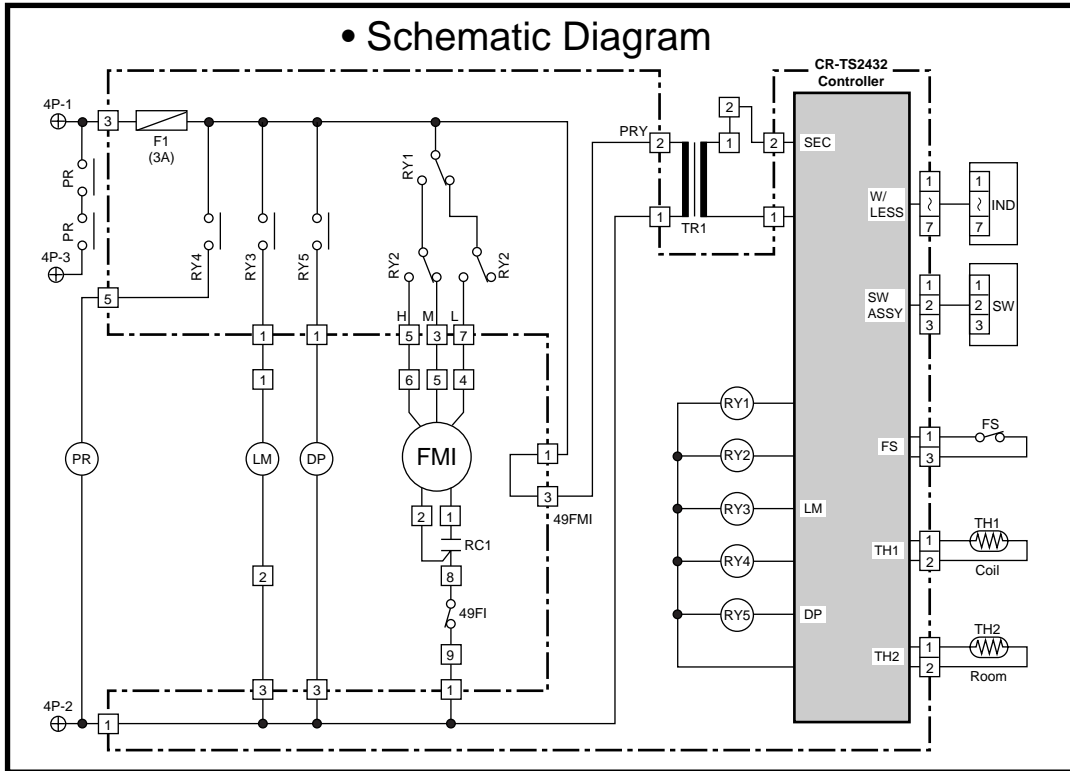 • Schematic Diagram
CR-TS2432
Controller
4P-1
3
F1
(3A)
PR
PR
4P-3
5
RY4
RY3
RY5
RY1
RY2
RY2
H
M
L
5
3
7
6
5
4
1
1
1
PRY
2
1
TR1
2
1
2
1
SEC
W/
LESS
1
~
7
1
~
7
IND
SW
ASSY
1
2
3
1
2
3
SW
PR
LM
DP
FMI
1
3
49FMI
2
1
RC1
8
49FI
9
2
3
3
1
4P-2
1
RY1
RY2
RY3
LM
RY4
RY5
DP
FS
1
3
FS
TH1
1
2
TH1
Coil
TH2
1
2
TH2
Room